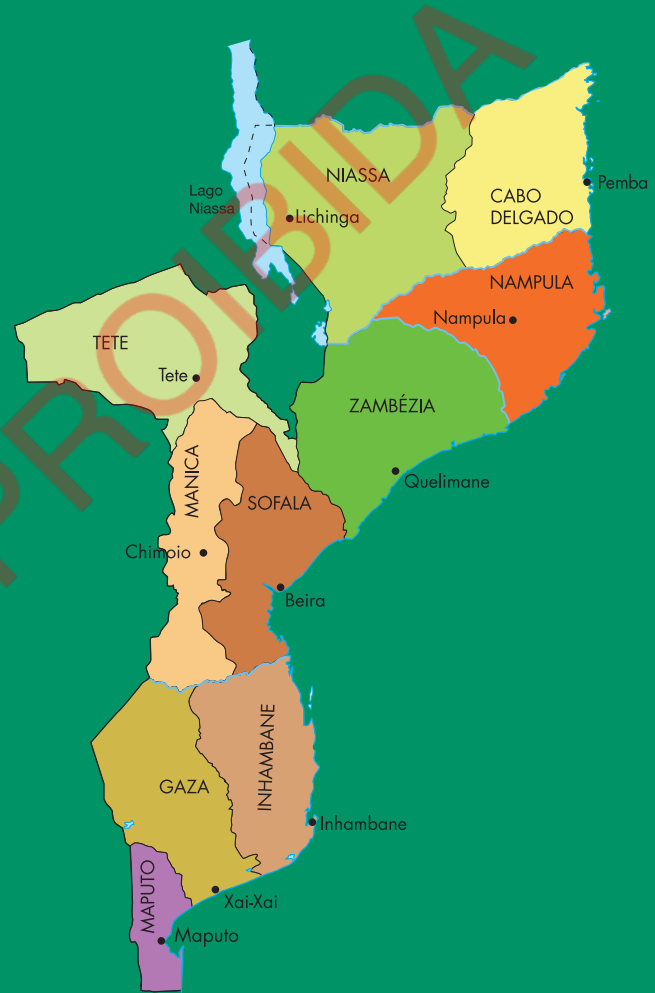 PROIBIDA
Lago
Niassa
NIASSA
Lichinga
CABO
DELGADO
Pemba
NAMPULA
Nampula
TETE
Tete
ZAMBÉZIA
Quelimane
MANICA
SOFALA
Chimoio
Beira
GAZA
INHAMBANE
Inhambane
Xai-Xai
MAPUTO
Maputo